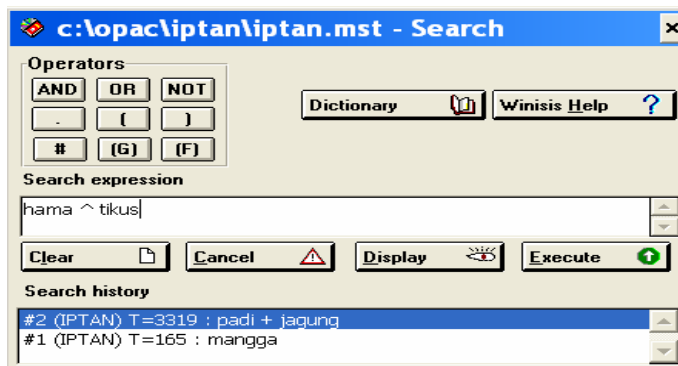 c:\opac\iptan\iptan.mst - Search
Operators
AND OR NOT
. ( )
# (G) (F)
Dictionary
Winisis Help ?
Search expression
hama ^ tikus
Clear Cancel Display Execute
Search history
#2 (IPTAN) T=3319 : padi + jagung
#1 (IPTAN) T=165 : mangga